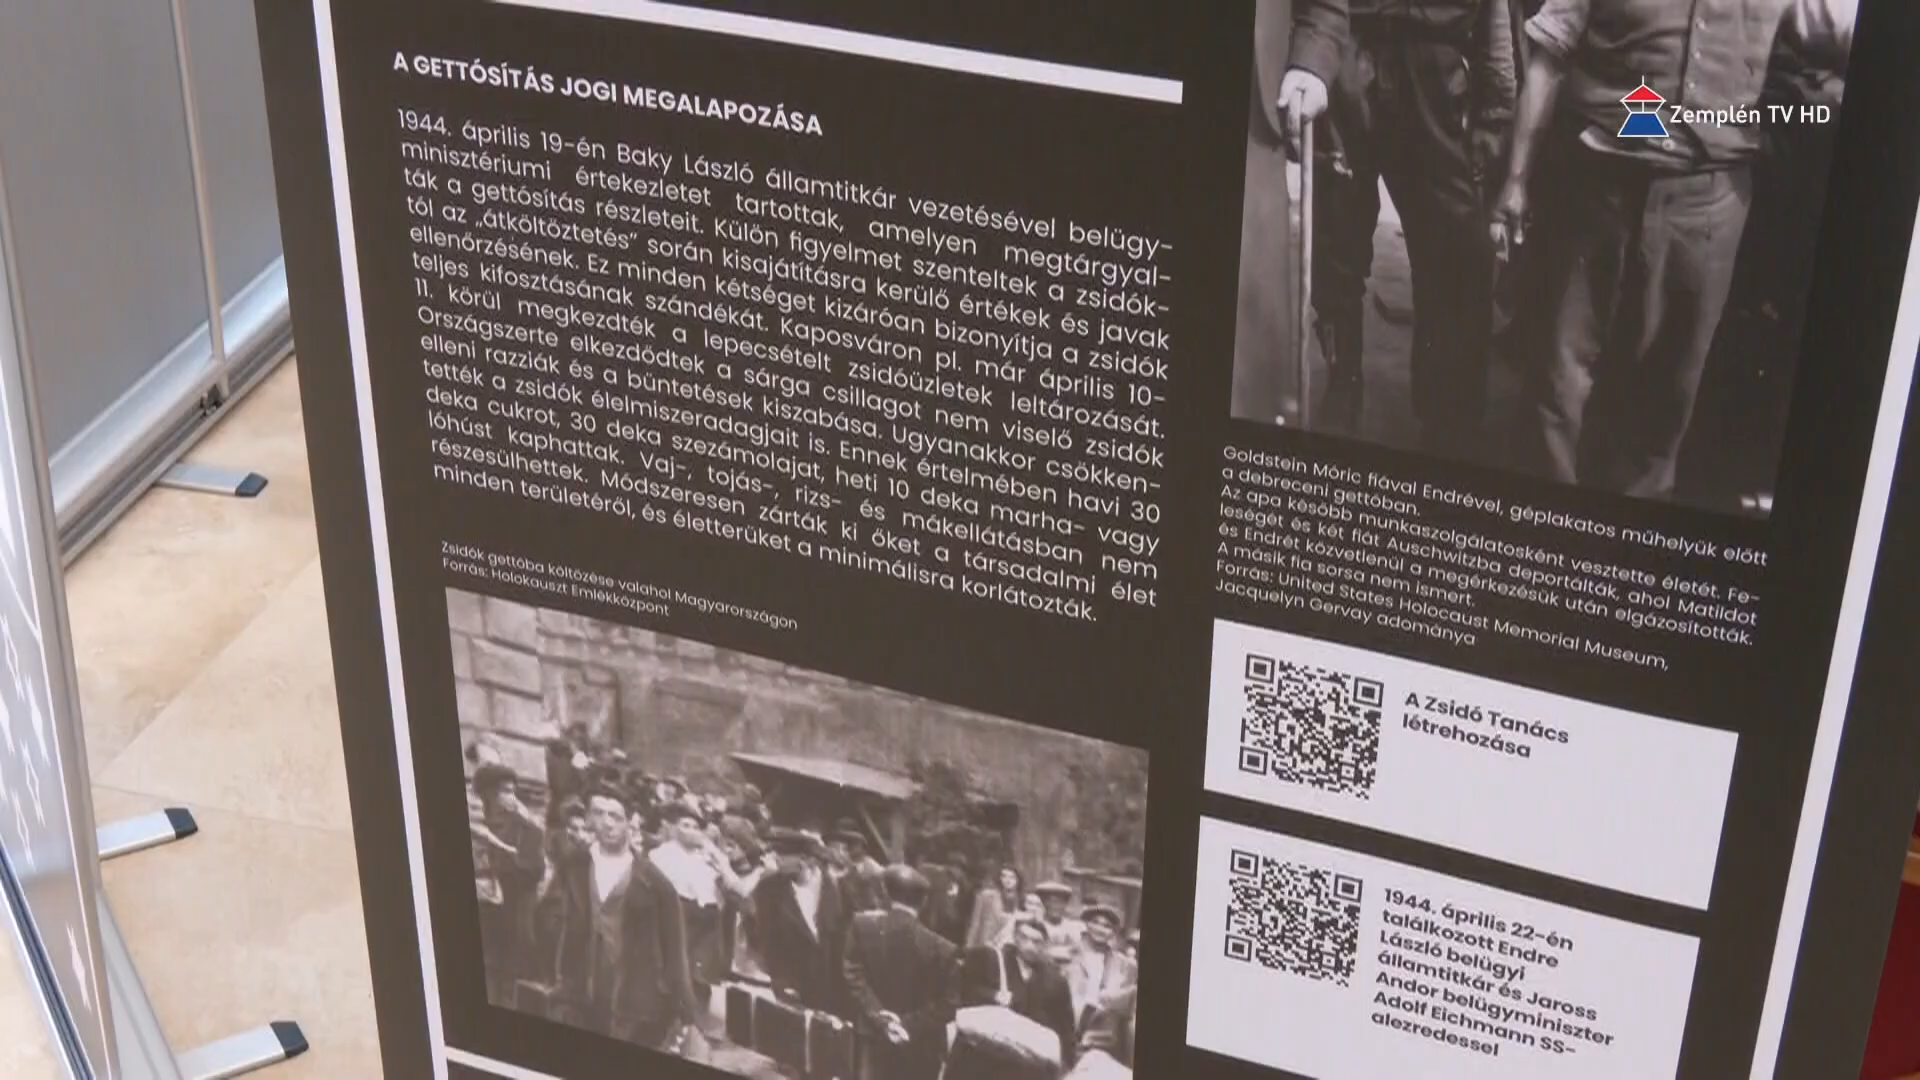 A GETTÓSÍTÁS JOGI MEGALAPOZÁSA
1944. április 19-én Baky László államtitkár vezetésével belügy-
minisztériumi értekezletet tartottak, amelyen megtárgyal-
ták a gettósítás részleteit. Külön figyelmet szenteltek a zsidók-
tól az „átköltöztetés” során kisajátításra kerülő értékek és javak
ellenőrzésének. Ez minden kétséget kizáróan bizonyítja a zsidók
teljes kifosztásának szándékát. Kaposváron pl. már április 10-
11. körül megkezdték a lepecsételt zsidóüzletek leltározását.
Országszerte elkezdődtek a sárga csillagot nem viselő zsidók
elleni razziák és a büntetések kiszabása. Ugyanakkor csökken-
tették a zsidók élelmiszeradagjait is. Ennek értelmében havi 30
deka cukrot, 30 deka szezámolajat, heti 10 deka marha- vagy
lóhúst kaphattak. Vaj-, tojás-, rizs- és mákellátásban nem
részesülhettek. Módszeresen zárták ki őket a társadalmi élet
minden területéről, és életterüket a minimálisra korlátozták.
Zsidók gettóba költözése valahol Magyarországon
Forrás: Holokauszt Emlékközpont
Zemplén TV HD
Goldstein Móric fiával Endrével, géplakatos műhelyük előtt
a debreceni gettóban.
Az apa később munkaszolgálatosként vesztette életét. Fe-
leségét és két fiát Auschwitzba deportálták, ahol Matildot
és Endrét közvetlenül a megérkezésük után elgázosították.
A másik fia sorsa nem ismert.
Forrás: United States Holocaust Memorial Museum,
Jacquelyn Gervay adománya
A Zsidó Tanács
létrehozása
1944. április 22-én
találkozott Endre
László belügyi
államtitkár és Jaross
Andor belügyminiszter
Adolf Eichmann SS-
alezredessel